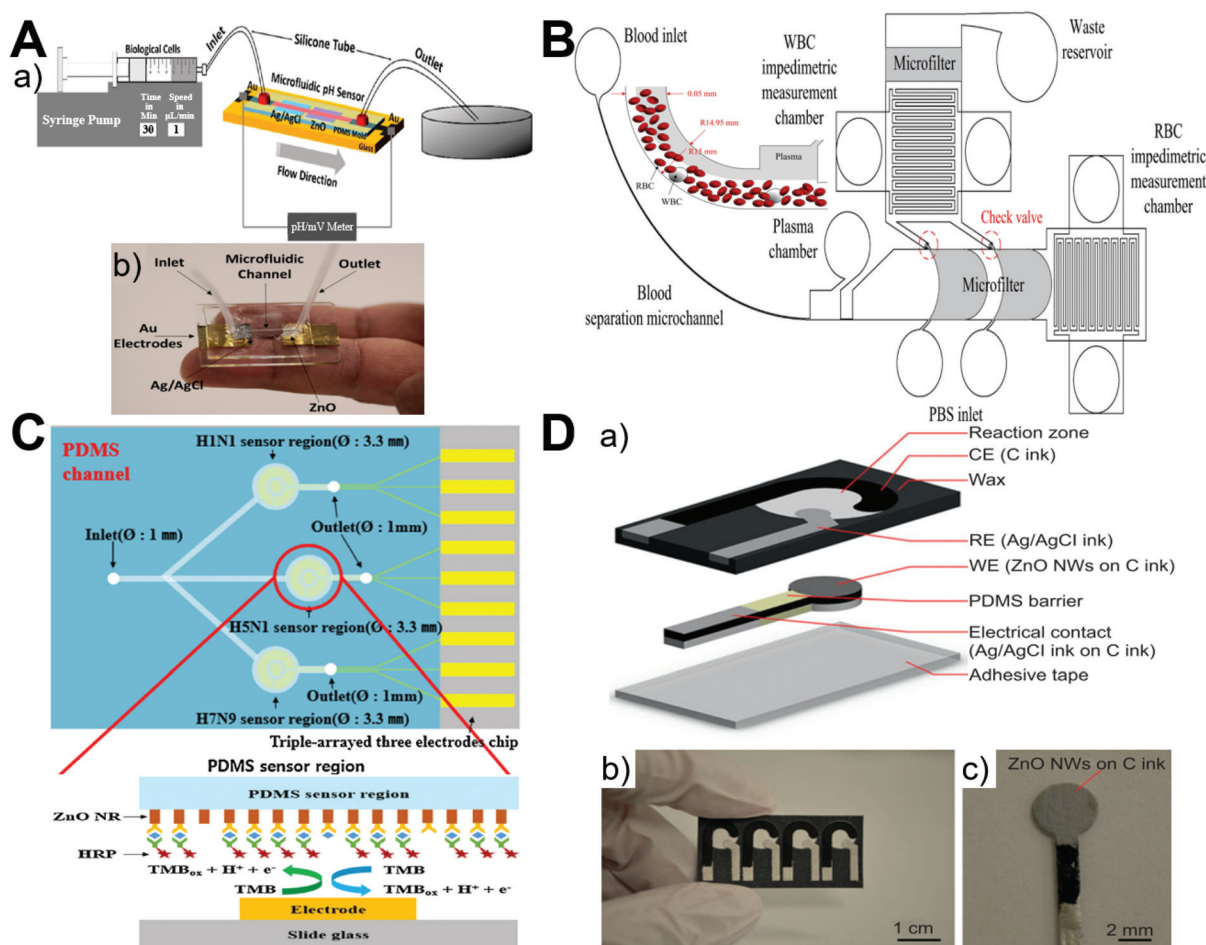 A
a)
Biological Cells
Inlet
Silicone Tube
Outlet
Time
in
Min
30
Speed
in
µL/min
1
Syringe Pump
Au
Microfluidic pH Sensor
Au
Ag/AgCl
ZnO
PDMS Mold
Glass
Flow Direction
pH/mV Meter
b)
Inlet
Microfluidic
Channel
Outlet
Au
Electrodes
Ag/AgCl
ZnO
B
Blood inlet
WBC
impedimetric
measurement
chamber
Microfilter
Waste
reservoir
0.05 mm
R14.95 mm
R15 mm
Plasma
RBC
WBC
RBC
impedimetric
measurement
chamber
Plasma
chamber
Check valve
Microfilter
Blood
separation microchannel
PBS inlet
C
PDMS
channel
H1N1 sensor region(Ø : 3.3 mm)
Inlet(Ø : 1 mm)
Outlet(Ø : 1mm)
H5N1 sensor region(Ø : 3.3 mm)
Outlet(Ø : 1mm)
H7N9 sensor region(Ø : 3.3 mm)
Triple-arrayed three electrodes chip
PDMS sensor region
PDMS sensor region
ZnO NR
HRP
TMBox + H+ + e-
TMB
TMB
TMBox + H+ + e-
Electrode
Slide glass
D
a)
Reaction zone
CE (C ink)
Wax
RE (Ag/AgCl ink)
WE (ZnO NWs on C ink)
PDMS barrier
Electrical contact
(Ag/AgCl ink on C ink)
Adhesive tape
b)
1 cm
c)
ZnO NWs on C ink
2 mm